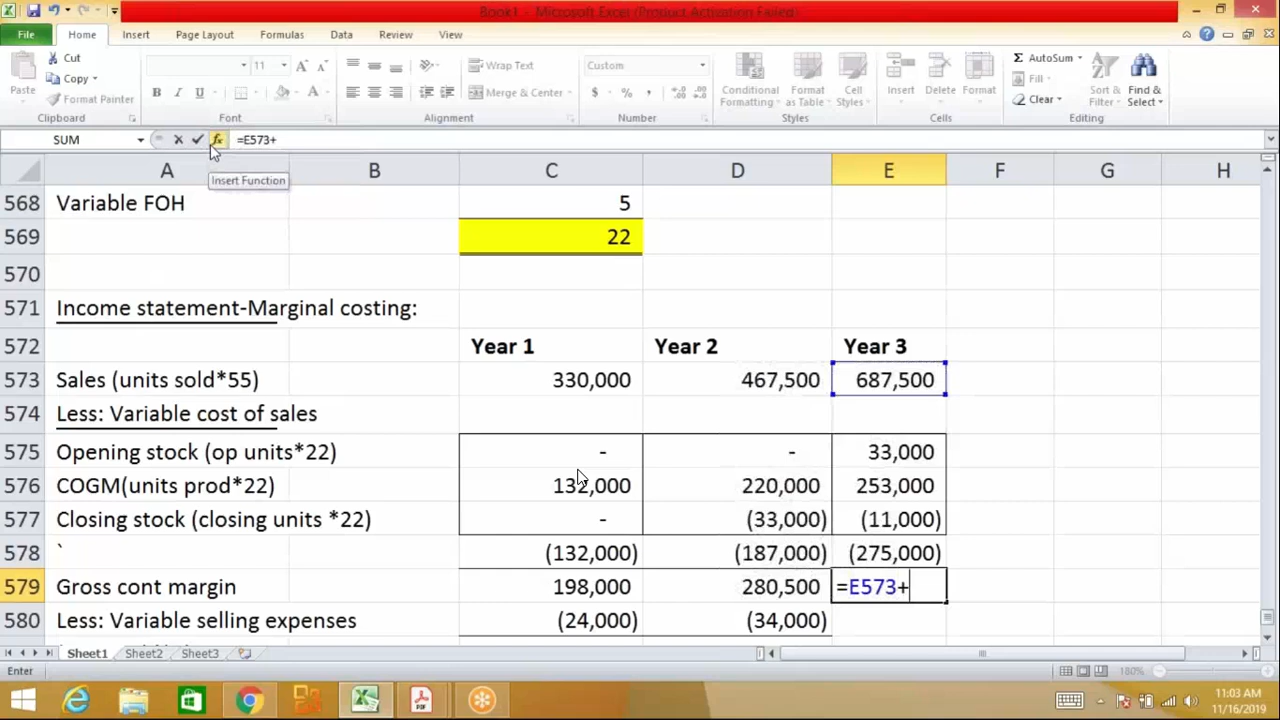 Book1 - Microsoft Excel (Product Activation Failed)
File Home Insert Page Layout Formulas Data Review View
Paste Cut Copy Format Painter Clipboard
11 A A B I U A Font
Wrap Text Merge & Center Alignment
Custom $ % , Number
Conditional Formatting Format as Table Cell Styles Styles
Insert Delete Format Cells
Σ AutoSum Fill Clear Sort & Filter Find & Select Editing
SUM fx =E573+
Insert Function
A B C D E F G H
568 Variable FOH 5
569 22
570
571 Income statement-Marginal costing:
572 Year 1 Year 2 Year 3
573 Sales (units sold*55) 330,000 467,500 687,500
574 Less: Variable cost of sales
575 Opening stock (op units*22) - - 33,000
576 COGM(units prod*22) 132,000 220,000 253,000
577 Closing stock (closing units *22) - (33,000) (11,000)
578 ` (132,000) (187,000) (275,000)
579 Gross cont margin 198,000 280,500 =E573+
580 Less: Variable selling expenses (24,000) (34,000)
Sheet1 Sheet2 Sheet3
Enter 180%
PDF
11:03 AM
11/16/2019